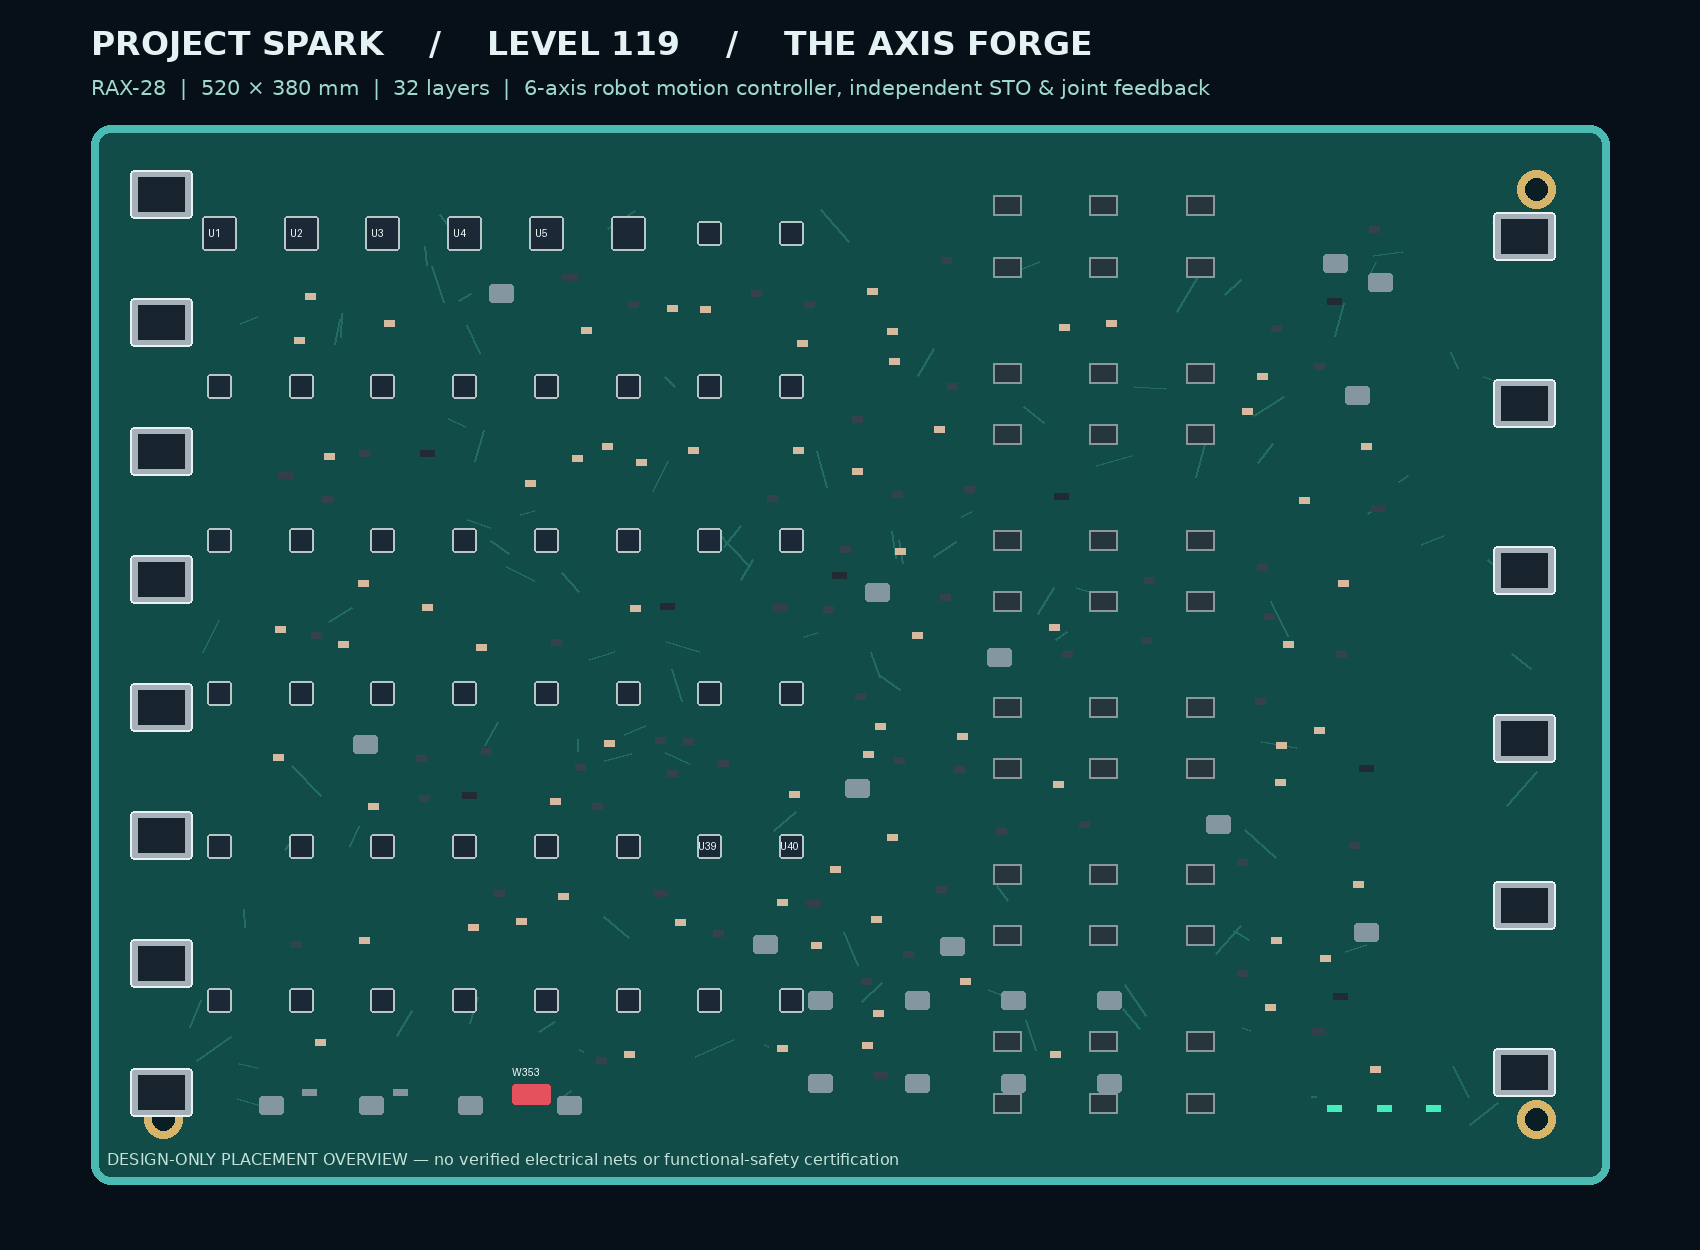 PROJECT SPARK / LEVEL 119 / THE AXIS FORGE
RAX-28 | 520 × 380 mm | 32 layers | 6-axis robot motion controller, independent STO & joint feedback
U1 U2 U3 U4 U5
U39 U40
W353
DESIGN-ONLY PLACEMENT OVERVIEW — no verified electrical nets or functional-safety certification